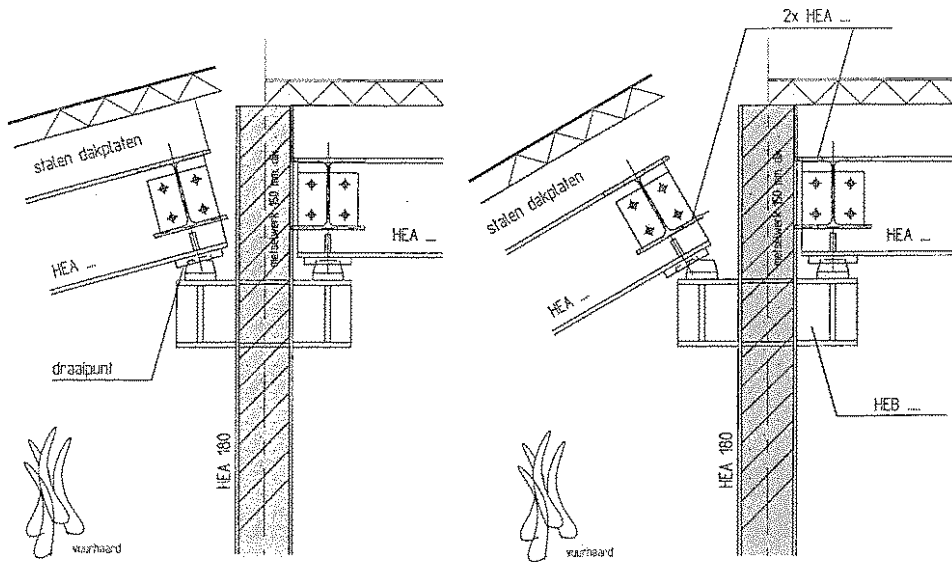 2x HEA ....
stalen dakplaten
metselwerk 150 mm. dik
HEA ....
HEA ....
draaipunt
HEA 180
vuurhaard
stalen dakplaten
metselwerk 150 mm. dik
HEA ....
HEA ....
HEB ....
HEA 180
vuurhaard